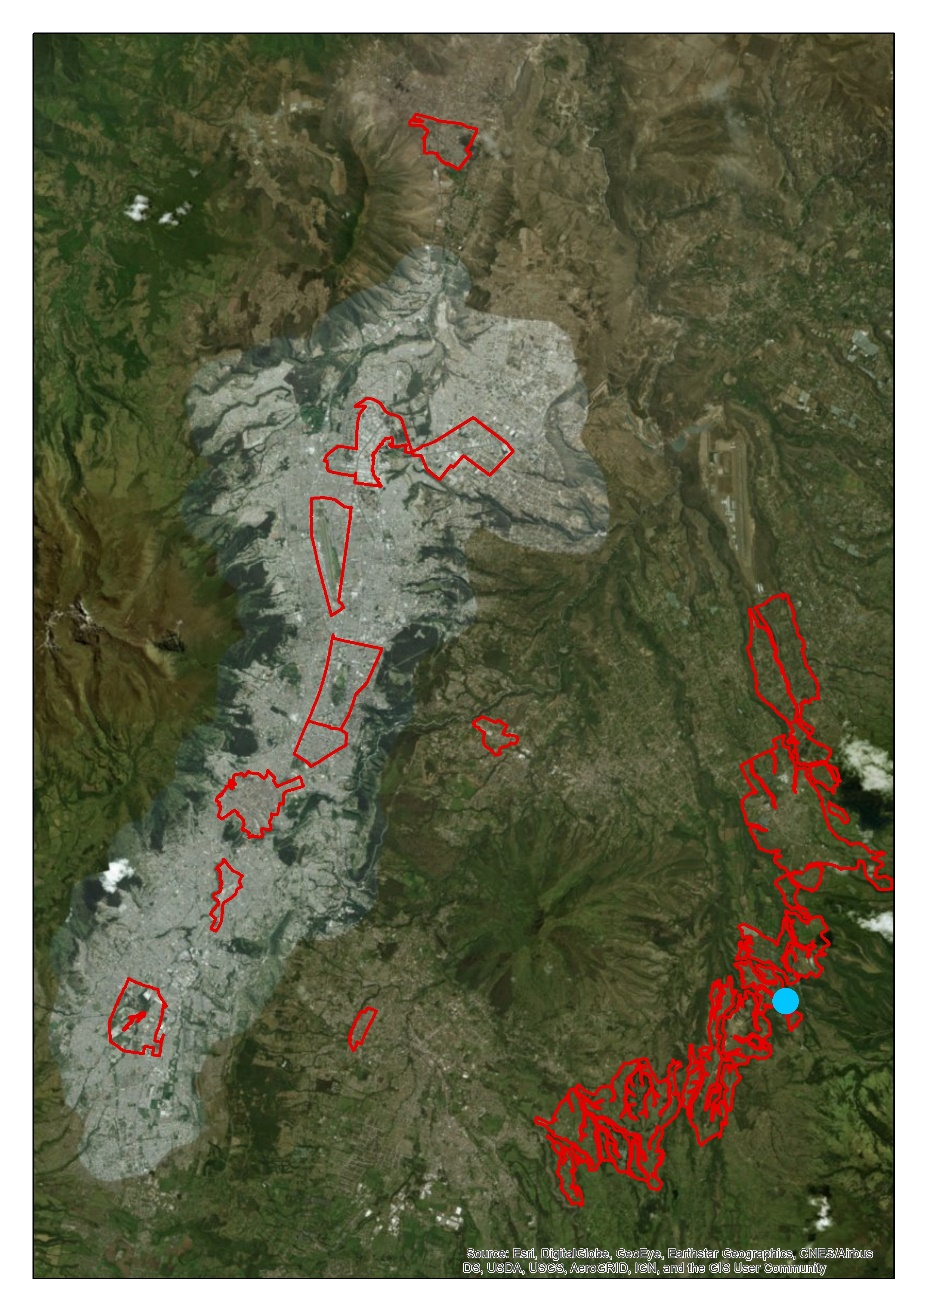 Source: Esri, DigitalGlobe, GeoEye, Earthstar Geographics, CNES/Airbus
DS, USDA, USGS, AeroGRID, IGN, and the GIS User Community